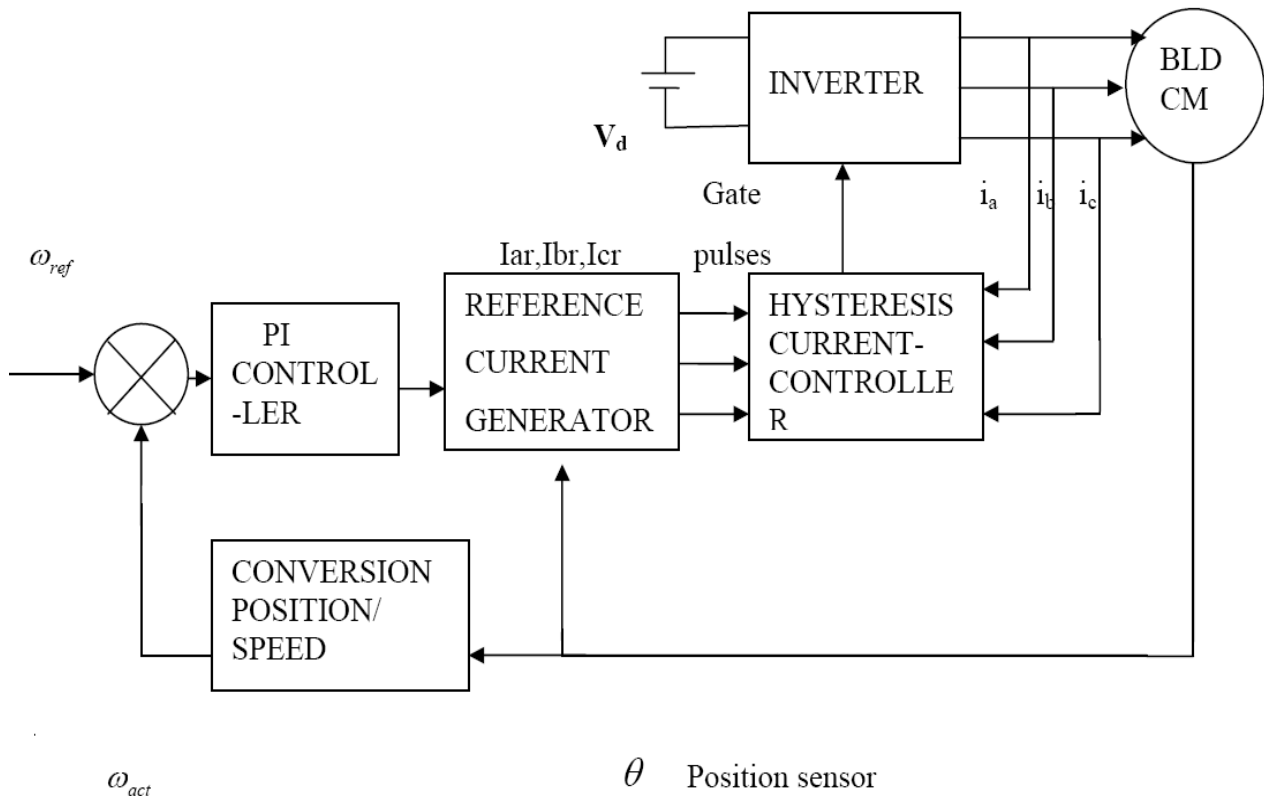 INVERTER
BLD
CM
V_d
Gate
i_a
i_b
i_c
ω_ref
Iar,Ibr,Icr
pulses
PI
CONTROL
-LER
REFERENCE
CURRENT
GENERATOR
HYSTERESIS
CURRENT-
CONTROLLE
R
CONVERSION
POSITION/
SPEED
ω_act
θ Position sensor